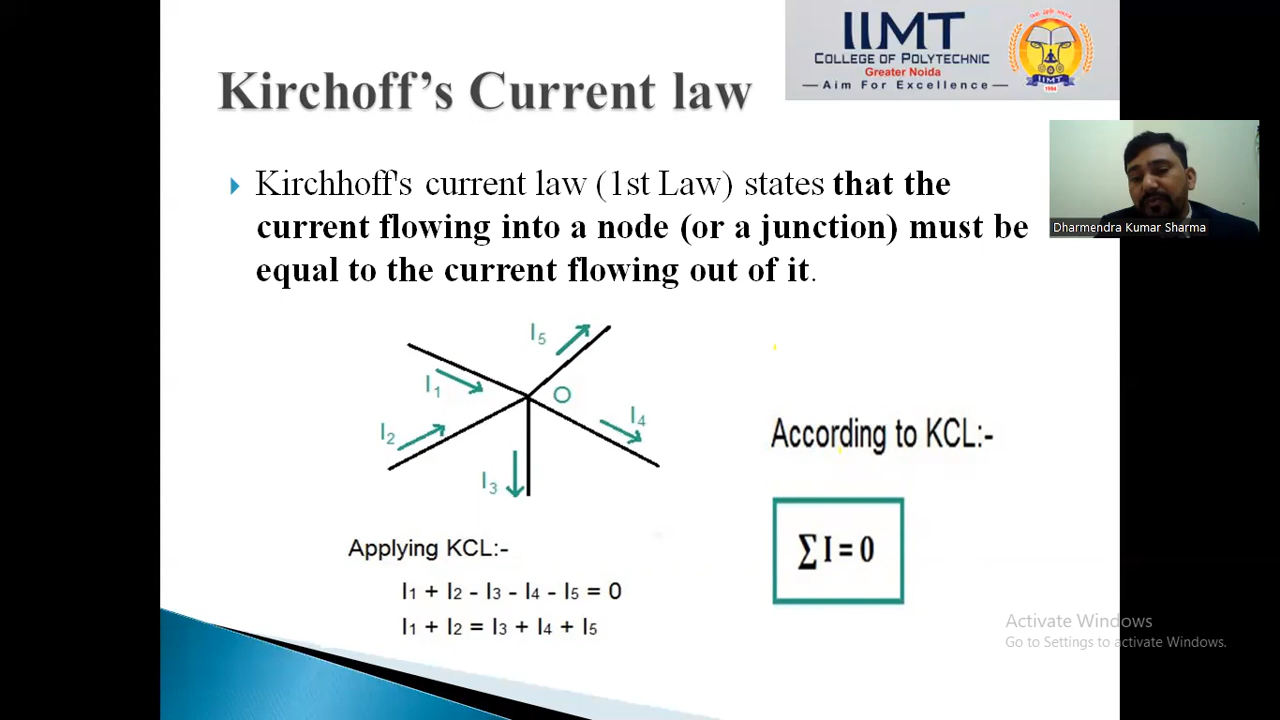 IIMT
COLLEGE OF POLYTECHNIC
Greater Noida
Aim For Excellence
IIMT
1994
Kirchoff’s Current law
Kirchhoff's current law (1st Law) states that the
current flowing into a node (or a junction) must be
equal to the current flowing out of it.
Dharmendra Kumar Sharma
I5
I1
O
I4
I2
I3
According to KCL:-
∑ I = 0
Applying KCL:-
I1 + I2 - I3 - I4 - I5 = 0
I1 + I2 = I3 + I4 + I5
Activate Windows
Go to Settings to activate Windows.